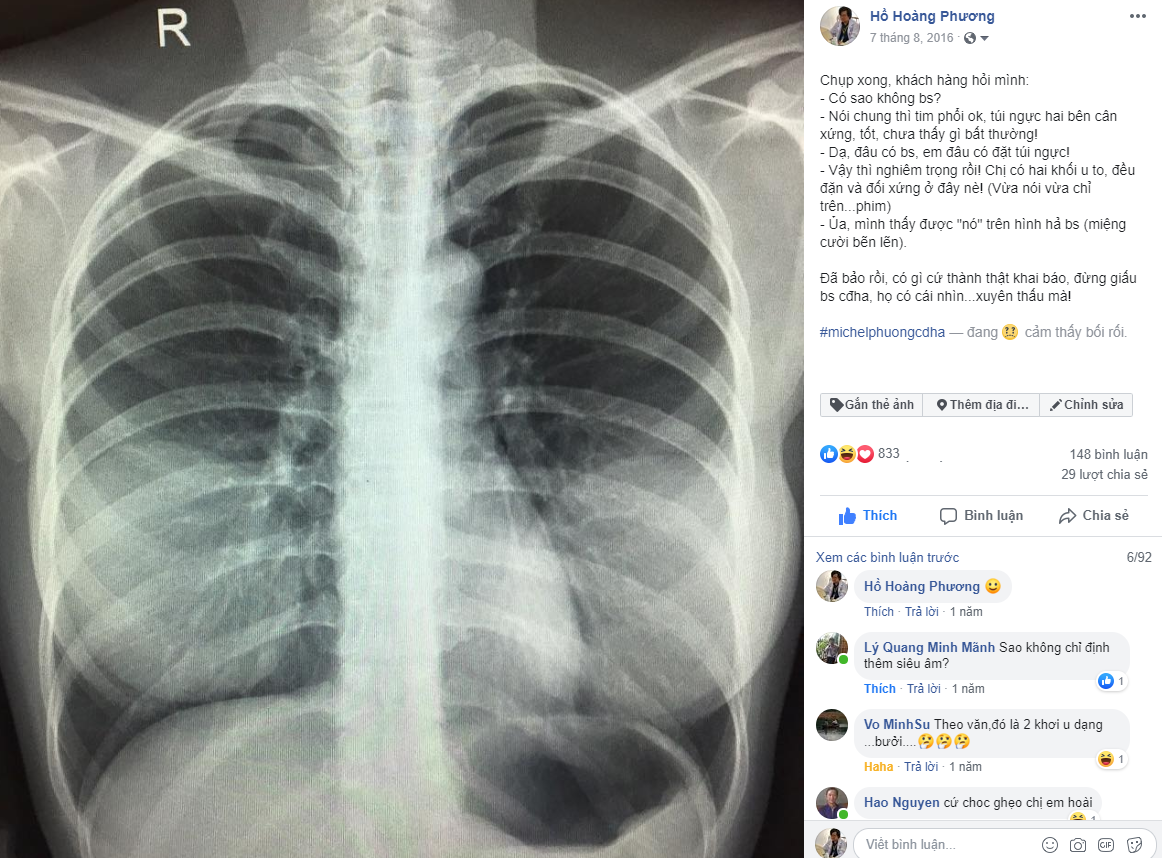 R
Hồ Hoàng Phương
7 tháng 8, 2016 ·
Chụp xong, khách hàng hỏi mình:
- Có sao không bs?
- Nói chung thì tim phổi ok, túi ngực hai bên cân
xứng, tốt, chưa thấy gì bất thường!
- Dạ, đâu có bs, em đâu có đặt túi ngực!
- Vậy thì nghiêm trọng rồi! Chị có hai khối u to, đều
đặn và đối xứng ở đây nè! (Vừa nói vừa chỉ
trên...phim)
- Ủa, mình thấy được "nó" trên hình hả bs (miệng
cười bẽn lẽn).
Đã bảo rồi, có gì cứ thành thật khai báo, đừng giấu
bs cđha, họ có cái nhìn...xuyên thấu mà!
#michelphuongcdha — đang 😢 cảm thấy bối rối.
Gắn thẻ ảnh Thêm địa đi... Chỉnh sửa
833
148 bình luận
29 lượt chia sẻ
Thích Bình luận Chia sẻ
Xem các bình luận trước 6/92
Hồ Hoàng Phương 🙂
Thích · Trả lời · 1 năm
Lý Quang Minh Mãnh Sao không chỉ định
thêm siêu âm?
1
Thích · Trả lời · 1 năm
Vo MinhSu Theo văn,đó là 2 khơi u dạng
...bưởi....🤔🤔🤔
1
Haha · Trả lời · 1 năm
Hao Nguyen cứ choc ghẹo chị em hoài
1
Viết bình luận...
GIF